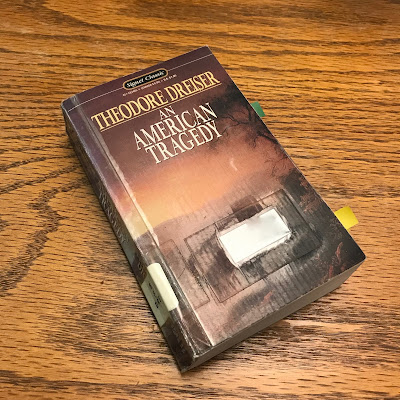 Signet Classic
THEODORE DREISER
AN
AMERICAN
TRAGEDY